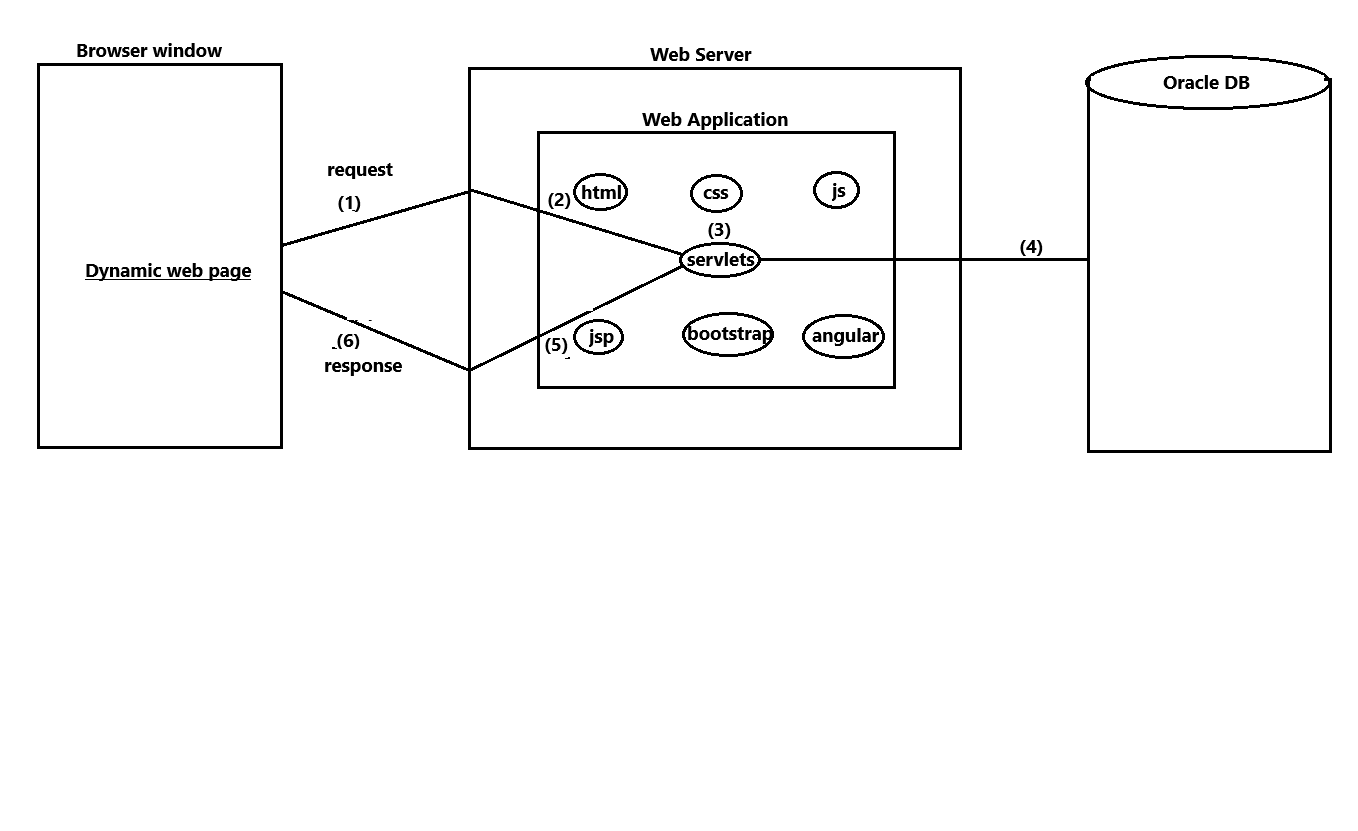 Browser window
Dynamic web page
request
(1)
(6)
response
Web Server
Web Application
(2)
html
css
js
(3)
servlets
(5)
jsp
bootstrap
angular
(4)
Oracle DB